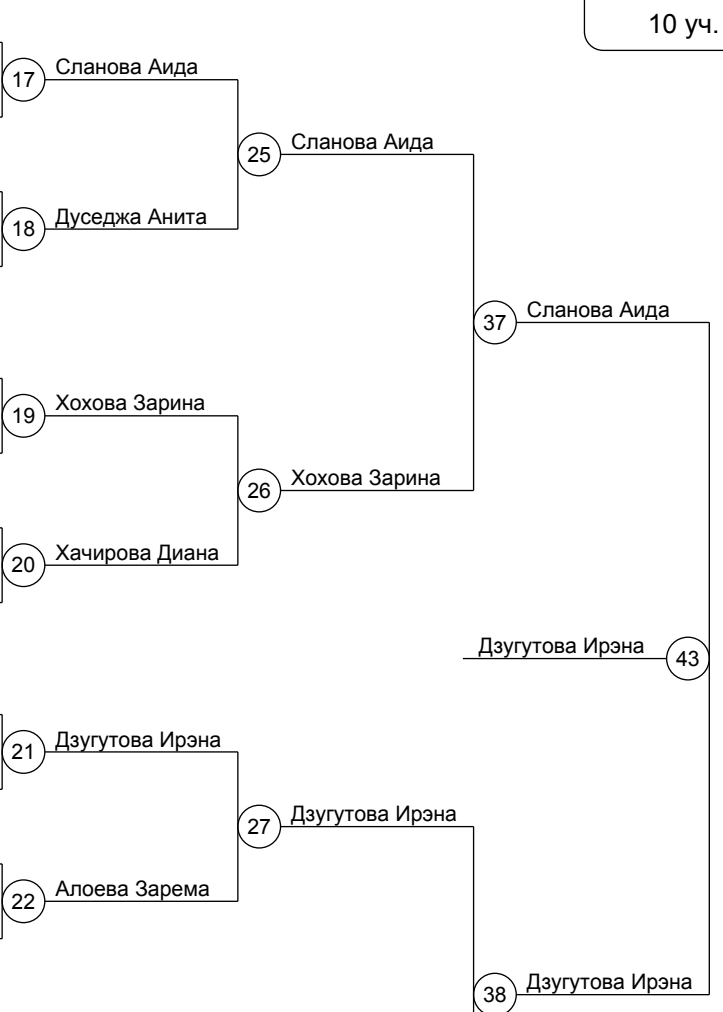 10 уч.
17 Сланова Аида
25 Сланова Аида
18 Дуседжа Анита
37 Сланова Аида
19 Хохова Зарина
26 Хохова Зарина
20 Хачирова Диана
Дзугутова Ирэна 43
21 Дзугутова Ирэна
27 Дзугутова Ирэна
22 Алоева Зарема
38 Дзугутова Ирэна